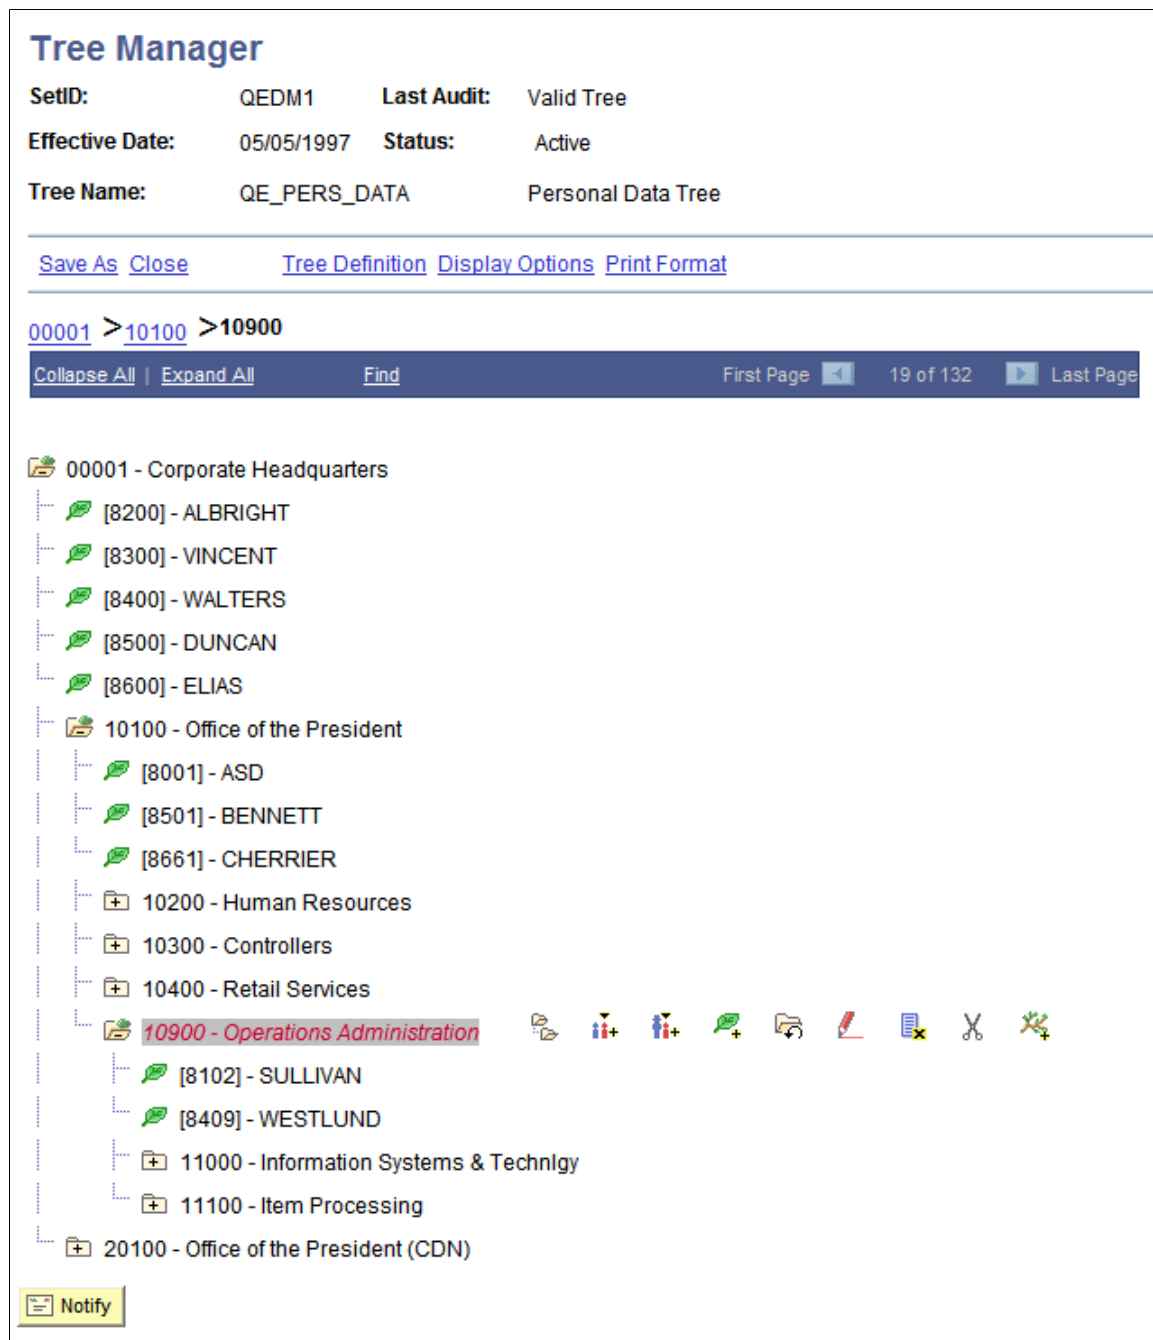 Tree Manager
SetID: QEDM1 Last Audit: Valid Tree
Effective Date: 05/05/1997 Status: Active
Tree Name: QE_PERS_DATA Personal Data Tree
Save As Close Tree Definition Display Options Print Format
00001 >10100 >10900
Collapse All | Expand All Find First Page 19 of 132 Last Page
00001 - Corporate Headquarters
[8200] - ALBRIGHT
[8300] - VINCENT
[8400] - WALTERS
[8500] - DUNCAN
[8600] - ELIAS
10100 - Office of the President
[8001] - ASD
[8501] - BENNETT
[8661] - CHERRIER
10200 - Human Resources
10300 - Controllers
10400 - Retail Services
10900 - Operations Administration
[8102] - SULLIVAN
[8409] - WESTLUND
11000 - Information Systems & Technlgy
11100 - Item Processing
20100 - Office of the President (CDN)
Notify